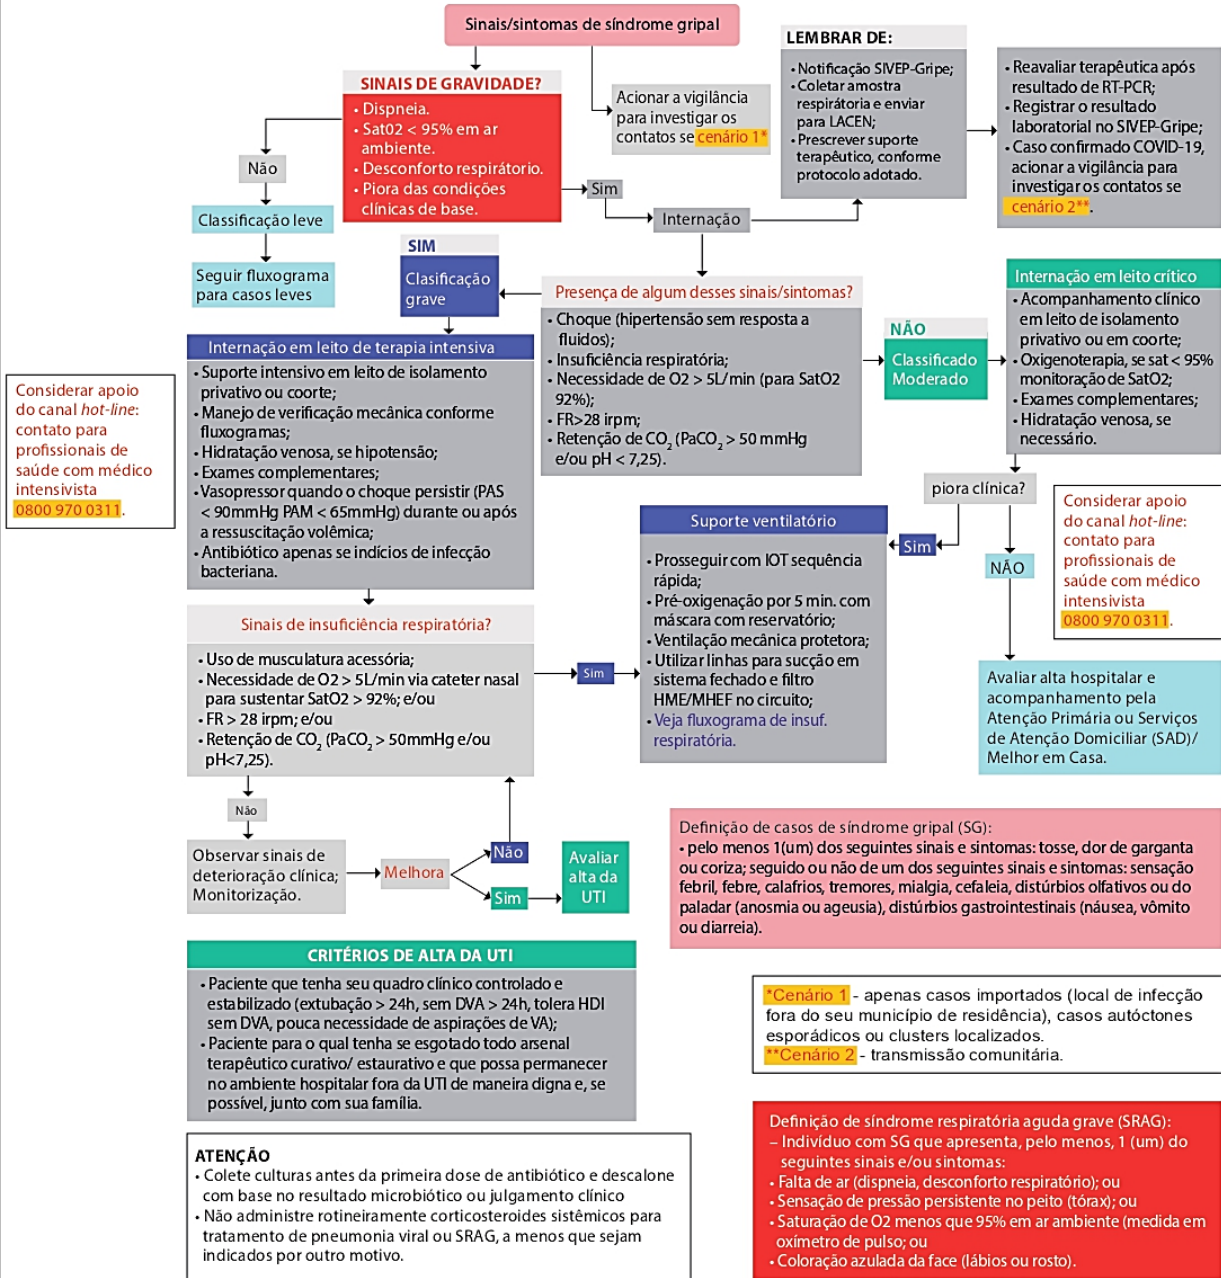 Sinais/sintomas de síndrome gripal
SINAIS DE GRAVIDADE?
• Dispneia.
• Sat02 < 95% em ar
ambiente.
• Desconforto respirátorio.
• Piora das condições
clínicas de base.
Acionar a vigilância
para investigar os
contatos se cenário 1*
LEMBRAR DE:
• Notificação SIVEP-Gripe;
• Coletar amostra
respirátoria e enviar
para LACEN;
• Prescrever suporte
terapêutico, conforme
protocolo adotado.
• Reavaliar terapêutica após
resultado de RT-PCR;
• Registrar o resultado
laboratorial no SIVEP-Gripe;
• Caso confirmado COVID-19,
acionar a vigilância para
investigar os contatos se
cenário 2**.
Não
Classificação leve
Seguir fluxograma
para casos leves
Sim
Internação
SIM
Clasificação
grave
Presença de algum desses sinais/sintomas?
• Choque (hipertensão sem resposta a
fluidos);
• Insuficiência respiratória;
• Necessidade de O2 > 5L/min (para SatO2
92%);
• FR>28 irpm;
• Retenção de CO2 (PaCO2 > 50 mmHg
e/ou pH < 7,25).
NÃO
Classificado
Moderado
Internação em leito crítico
• Acompanhamento clínico
em leito de isolamento
privativo ou em coorte;
• Oxigenoterapia, se sat < 95%
monitoração de SatO2;
• Exames complementares;
• Hidratação venosa, se
necessário.
Internação em leito de terapia intensiva
• Suporte intensivo em leito de isolamento
privativo ou coorte;
• Manejo de verificação mecânica conforme
fluxogramas;
• Hidratação venosa, se hipotensão;
• Exames complementares;
• Vasopressor quando o choque persistir (PAS
< 90mmHg PAM < 65mmHg) durante ou após
a ressuscitação volêmica;
• Antibiótico apenas se indícios de infecção
bacteriana.
Considerar apoio
do canal hot-line:
contato para
profissionais de
saúde com médico
intensivista
0800 970 0311.
piora clínica?
Sim
NÃO
Considerar apoio
do canal hot-line:
contato para
profissionais de
saúde com médico
intensivista
0800 970 0311.
Suporte ventilatório
• Prosseguir com IOT sequência
rápida;
• Pré-oxigenação por 5 min. com
máscara com reservatório;
• Ventilação mecânica protetora;
• Utilizar linhas para sucção em
sistema fechado e filtro
HME/MHEF no circuito;
• Veja fluxograma de insuf.
respiratória.
Sinais de insuficiência respiratória?
• Uso de musculatura acessória;
• Necessidade de O2 > 5L/min via cateter nasal
para sustentar SatO2 > 92%; e/ou
• FR > 28 irpm; e/ou
• Retenção de CO2 (PaCO2 > 50mmHg e/ou
pH<7,25).
Sim
Avaliar alta hospitalar e
acompanhamento pela
Atenção Primária ou Serviços
de Atenção Domiciliar (SAD)/
Melhor em Casa.
Não
Observar sinais de
deterioração clínica;
Monitorização.
Melhora
Não
Sim
Avaliar
alta da
UTI
Definição de casos de síndrome gripal (SG):
• pelo menos 1(um) dos seguintes sinais e sintomas: tosse, dor de garganta
ou coriza; seguido ou não de um dos seguintes sinais e sintomas: sensação
febril, febre, calafrios, tremores, mialgia, cefaleia, distúrbios olfativos ou do
paladar (anosmia ou ageusia), distúrbios gastrointestinais (náusea, vômito
ou diarreia).
CRITÉRIOS DE ALTA DA UTI
• Paciente que tenha seu quadro clínico controlado e
estabilizado (extubação > 24h, sem DVA > 24h, tolera HDI
sem DVA, pouca necessidade de aspirações de VA);
• Paciente para o qual tenha se esgotado todo arsenal
terapêutico curativo/ estaurativo e que possa permanecer
no ambiente hospitalar fora da UTI de maneira digna e, se
possível, junto com sua família.
*Cenário 1 - apenas casos importados (local de infecção
fora do seu município de residência), casos autóctones
esporádicos ou clusters localizados.
**Cenário 2 - transmissão comunitária.
ATENÇÃO
• Colete culturas antes da primeira dose de antibiótico e descalone
com base no resultado microbiótico ou julgamento clínico
• Não administre rotineiramente corticosteroides sistêmicos para
tratamento de pneumonia viral ou SRAG, a menos que sejam
indicados por outro motivo.
Definição de síndrome respiratória aguda grave (SRAG):
– Indivíduo com SG que apresenta, pelo menos, 1 (um) do
seguintes sinais e/ou sintomas:
• Falta de ar (dispneia, desconforto respiratório); ou
• Sensação de pressão persistente no peito (tórax); ou
• Saturação de O2 menos que 95% em ar ambiente (medida em
oxímetro de pulso; ou
• Coloração azulada da face (lábios ou rosto).